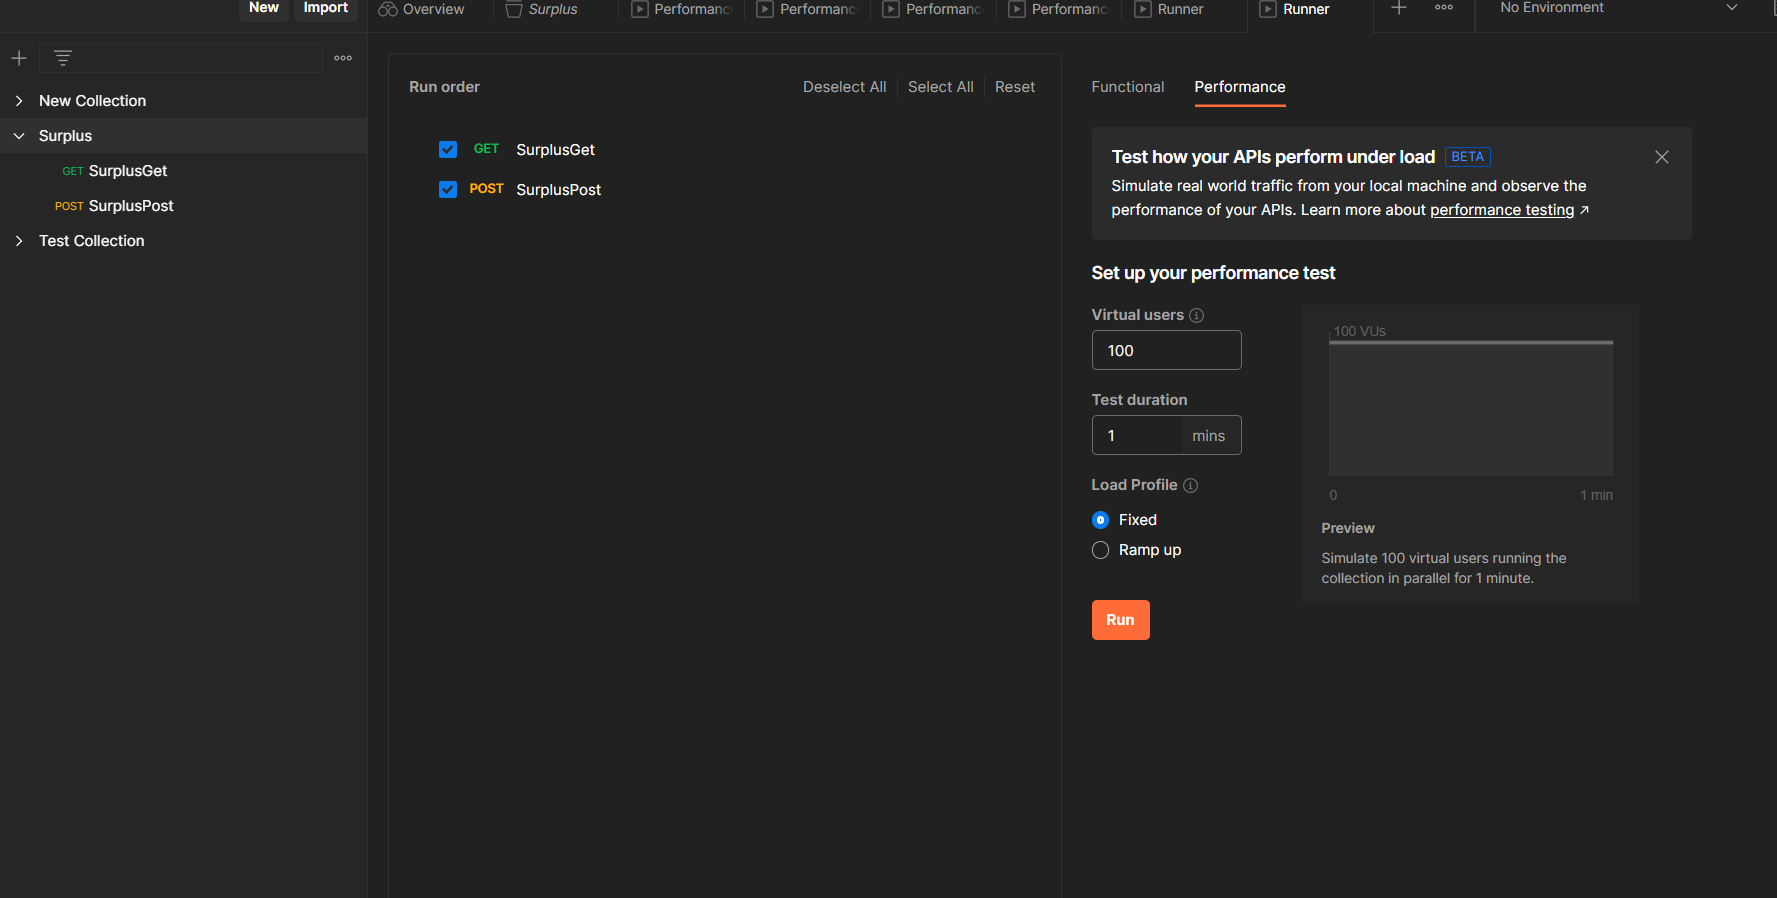 New Import
Overview Surplus Performanc Performanc Performanc Performanc Runner Runner No Environment
New Collection
Surplus
GET SurplusGet
POST SurplusPost
Test Collection
Run order Deselect All Select All Reset
GET SurplusGet
POST SurplusPost
Functional Performance
Test how your APIs perform under load BETA
Simulate real world traffic from your local machine and observe the
performance of your APIs. Learn more about performance testing ↗
Set up your performance test
Virtual users
100
Test duration
1 mins
Load Profile
Fixed
Ramp up
Run
100 VUs
0 1 min
Preview
Simulate 100 virtual users running the
collection in parallel for 1 minute.